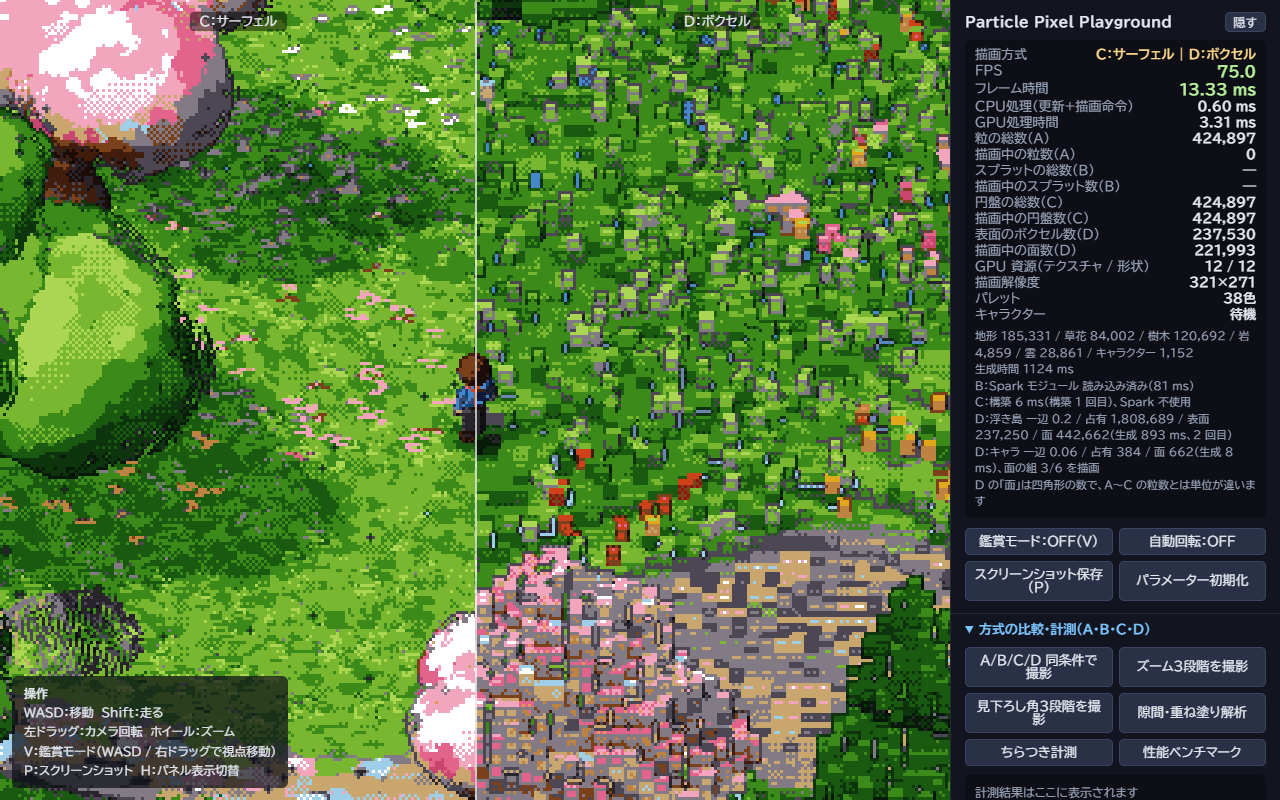 C:サーフェル
D:ボクセル
Particle Pixel Playground
隠す
描画方式 C:サーフェル | D:ボクセル
FPS 75.0
フレーム時間 13.33 ms
CPU処理(更新+描画命令) 0.60 ms
GPU処理時間 3.31 ms
粒の総数(A) 424,897
描画中の粒数(A) 0
スプラットの総数(B) —
描画中のスプラット数(B) —
円盤の総数(C) 424,897
描画中の円盤数(C) 424,897
表面のボクセル数(D) 237,530
描画中の面数(D) 221,993
GPU 資源(テクスチャ / 形状) 12 / 12
描画解像度 321×271
パレット 38色
キャラクター 待機
地形 185,331 / 草花 84,002 / 樹木 120,692 / 岩
4,859 / 雲 28,861 / キャラクター 1,152
生成時間 1124 ms
B:Spark モジュール 読み込み済み(81 ms)
C:構築 6 ms(構築 1 回目)、Spark 不使用
D:浮き島 一辺 0.2 / 占有 1,808,689 / 表面
237,250 / 面 442,662(生成 893 ms、2 回目)
D:キャラ 一辺 0.06 / 占有 384 / 面 662(生成 8
ms)、面の組 3/6 を描画
D の「面」は四角形の数で、A〜C の粒数とは単位が違いま
す
鑑賞モード:OFF(V)
自動回転:OFF
スクリーンショット保存
(P)
パラメーター初期化
▼ 方式の比較・計測(A・B・C・D)
A/B/C/D 同条件で
撮影
ズーム3段階を撮影
見下ろし角3段階を撮
影
隙間・重ね塗り解析
ちらつき計測
性能ベンチマーク
計測結果はここに表示されます
操作
WASD:移動 Shift:走る
左ドラッグ:カメラ回転 ホイール:ズーム
V:鑑賞モード(WASD / 右ドラッグで視点移動)
P:スクリーンショット H:パネル表示切替